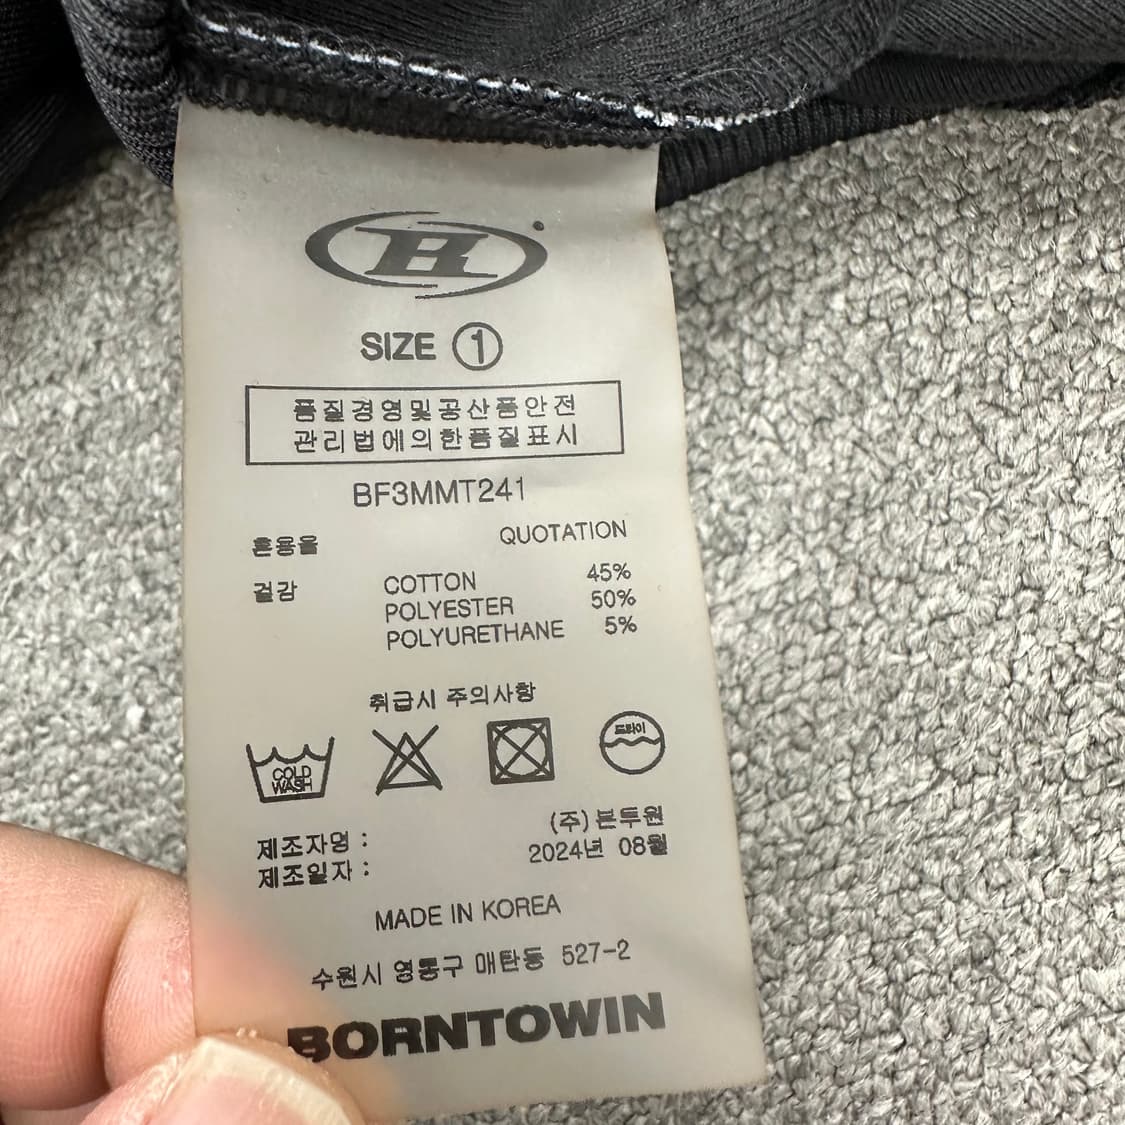 B
SIZE ①
품질경영및공산품안전
관리법에의한품질표시
BF3MMT241
혼용율 QUOTATION
겉감 COTTON 45%
POLYESTER 50%
POLYURETHANE 5%
취급시 주의사항
COLD
WASH
드라이
제조자명 : (주)본투윈
제조일자 : 2024년 08월
MADE IN KOREA
수원시 영통구 매탄동 527-2
BORNTOWIN